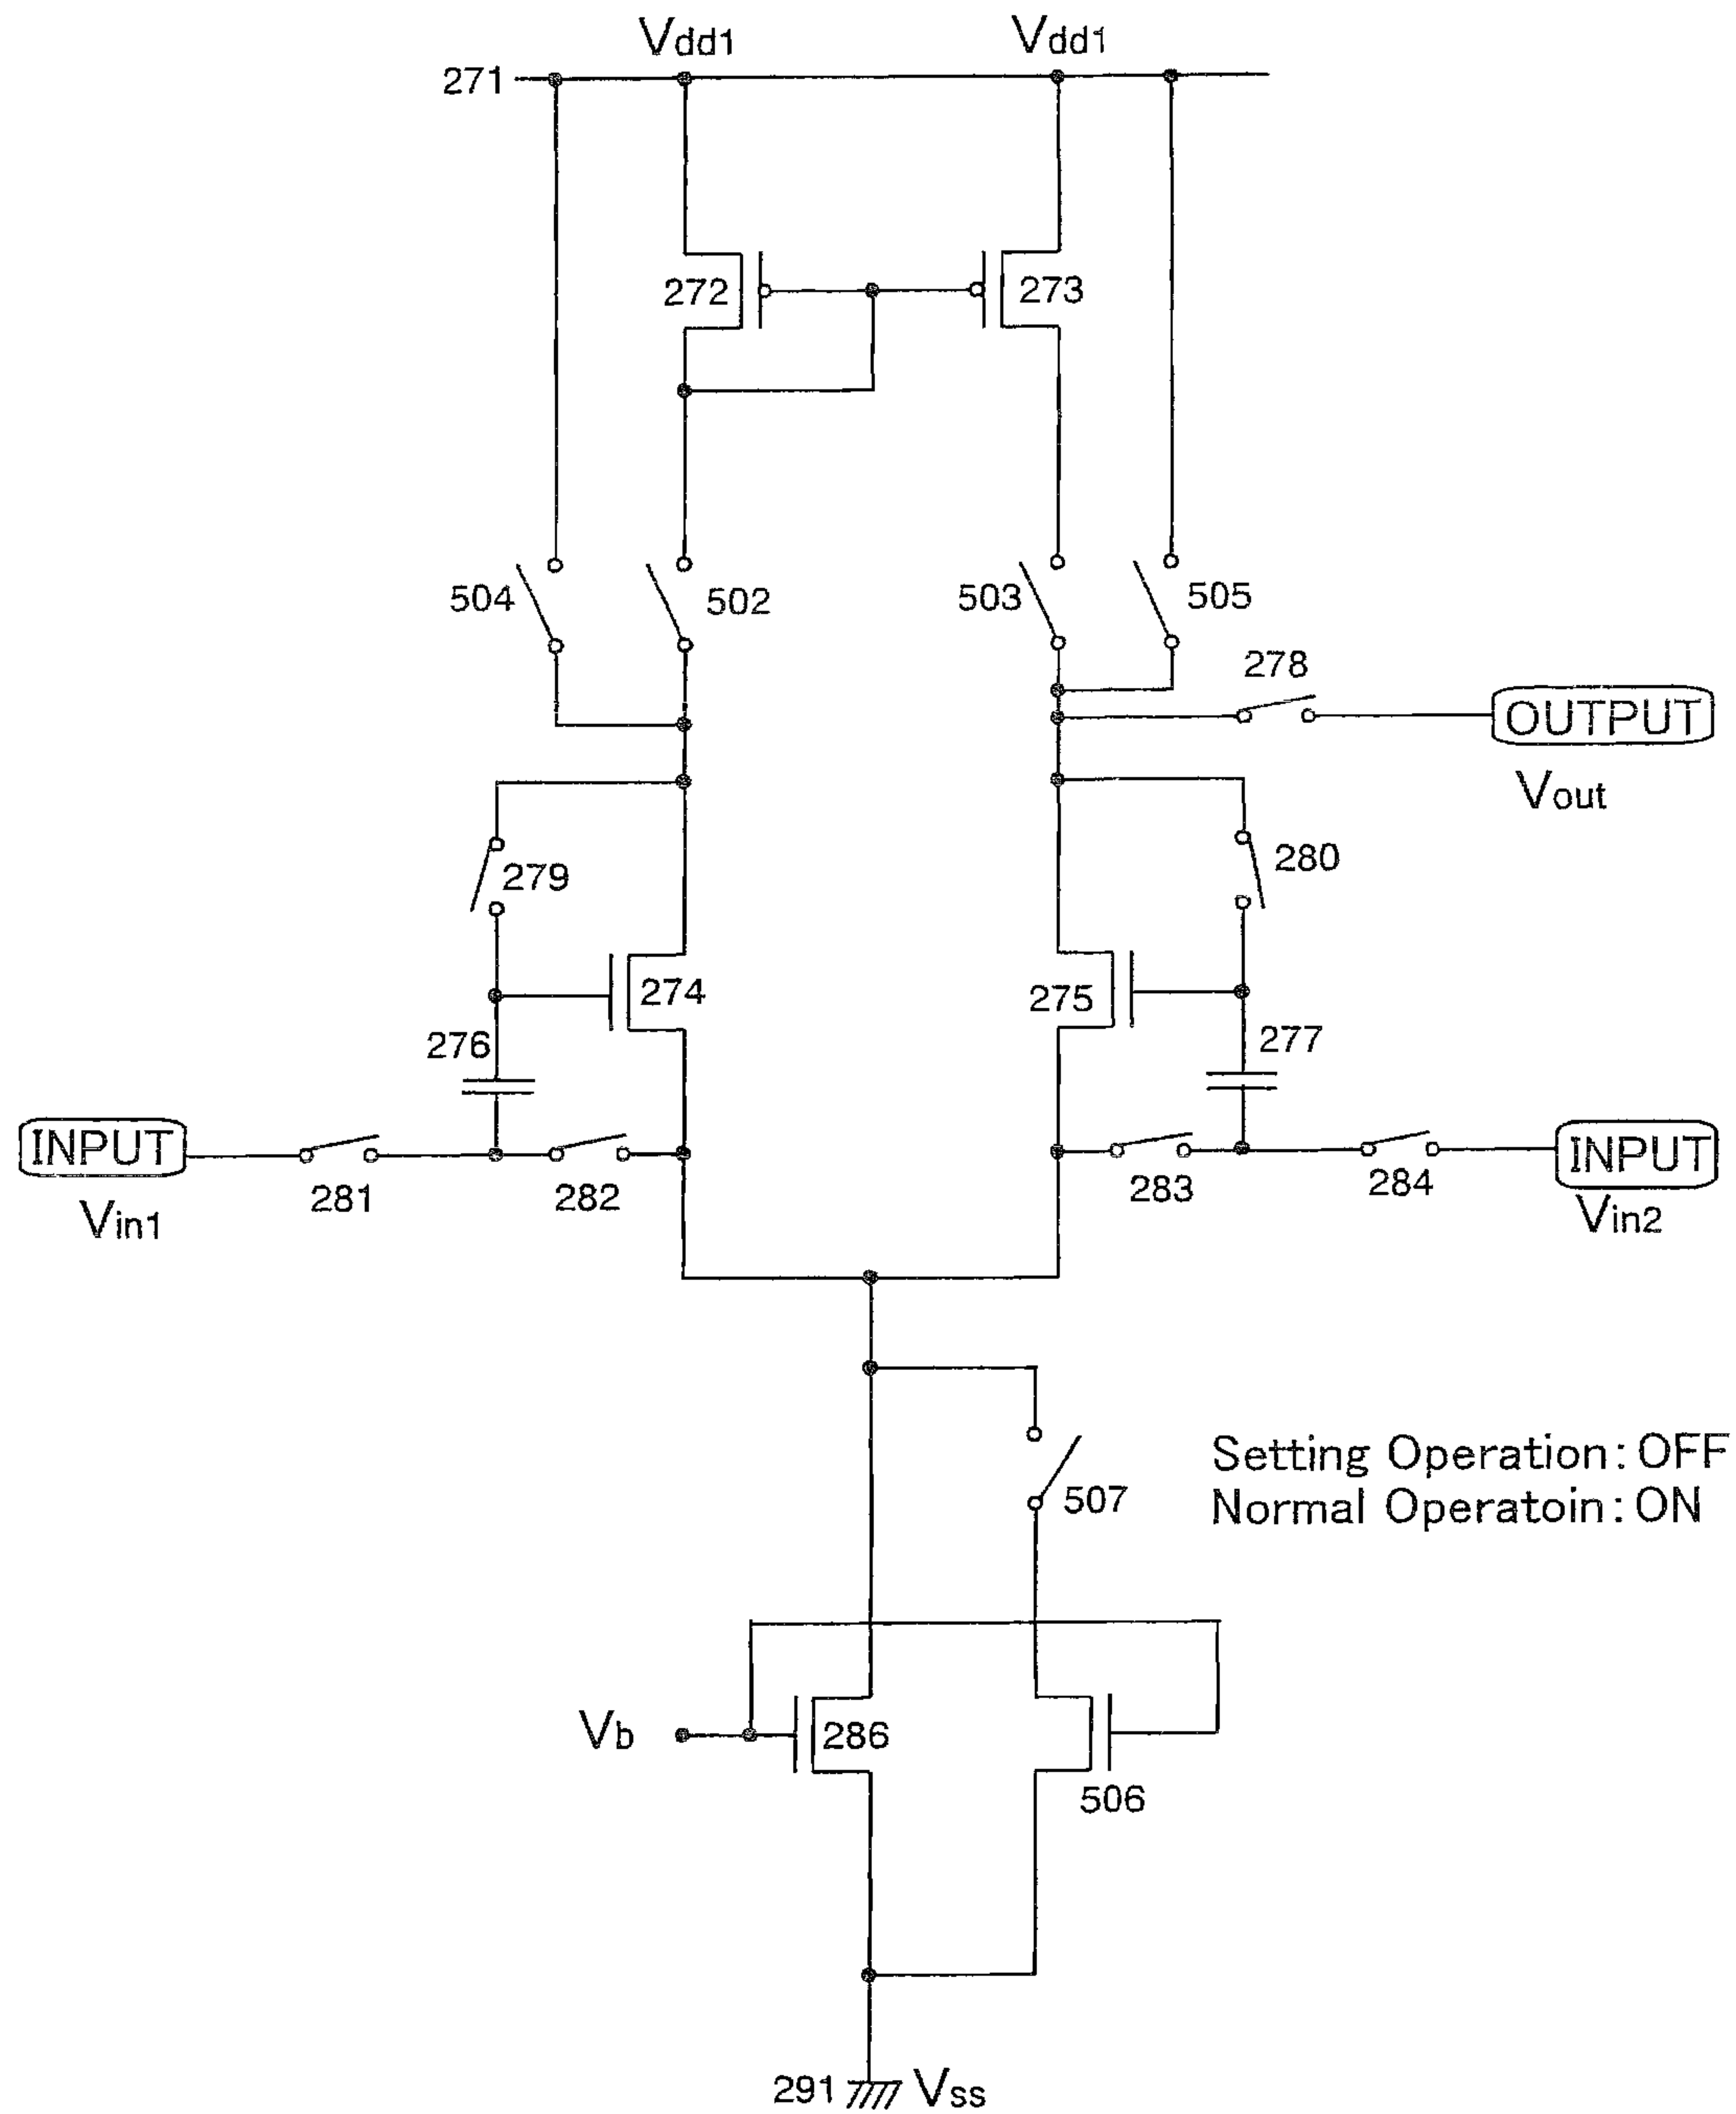 Vdd1
Vdd1
271
272
273
504
502
503
505
278
OUTPUT
Vout
279
280
274
275
276
277
INPUT
INPUT
281
282
283
284
Vin1
Vin2
Setting Operation: OFF
507
Normal Operatoin: ON
Vb
286
506
291
Vss